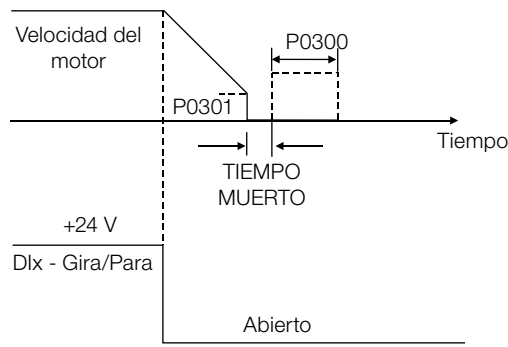 Velocidad del
motor
P0300
P0301
Tiempo
TIEMPO
MUERTO
+24 V
DIx - Gira/Para
Abierto